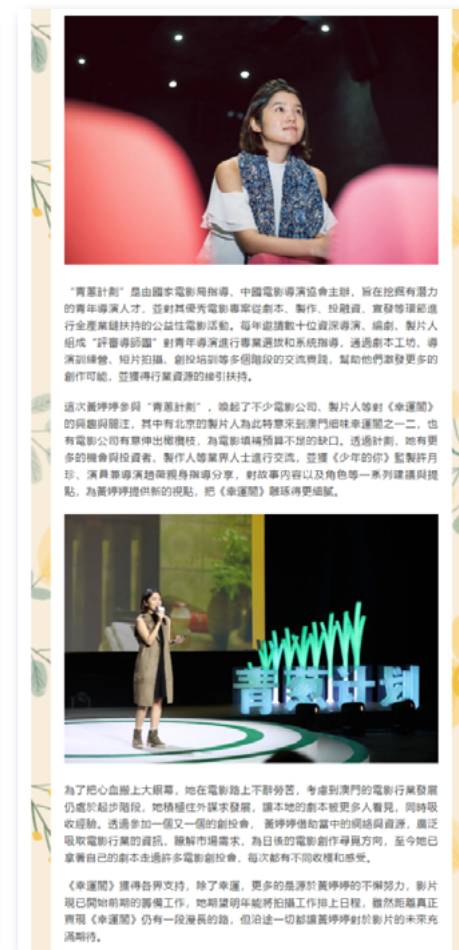 “青蔥計劃”是由國家電影局指導、中國電影導演協會主辦，旨在挖掘有潛力
的青年導演人才，並對其優秀電影專案從劇本、製作、投融資、宣發等環節進
行全產業鏈扶持的公益性電影活動。每年邀請數十位資深導演、編劇、製片人
組成“評審導師團”對青年導演進行專業選拔和系統指導，通過劇本工坊、導
演訓練營、短片拍攝、創投培訓等多個階段的交流實踐，幫助他們激發更多的
創作可能，並獲得行業資源的接引扶持。
這次黃婷婷參與“青蔥計劃”，喚起了不少電影公司、製片人等對《幸運閣》
的興趣與關注，其中有北京的製片人為此特意來到澳門細味幸運閣之一二，也
有電影公司有意伸出橄欖枝，為電影填補預算不足的缺口。透過計劃，她有更
多的機會與投資者、製作人等業界人士進行交流，並獲《少年的你》監製許月
珍、演員兼導演趙薇親身指導分享，對故事內容以及角色等一系列建議與提
點，為黃婷婷提供新的視點，把《幸運閣》雕琢得更細膩。
青葱计划
為了把心血搬上大銀幕，她在電影路上不辭勞苦，考慮到澳門的電影行業發展
仍處於起步階段，她積極往外謀求發展，讓本地的劇本被更多人看見，同時吸
收經驗。透過參加一個又一個的創投會， 黃婷婷借助當中的網絡與資源，廣泛
吸取電影行業的資訊，瞭解市場需求，為日後的電影創作尋覓方向，至今她已
拿著自己的劇本走過許多電影創投會，每次都有不同收穫和感受。
《幸運閣》獲得各界支持，除了幸運，更多的是源於黃婷婷的不懈努力，影片
現已開始前期的籌備工作，她期望明年能將拍攝工作排上日程，雖然距離真正
實現《幸運閣》仍有一段漫長的路，但沿途一切都讓黃婷婷對於影片的未來充
滿期待。